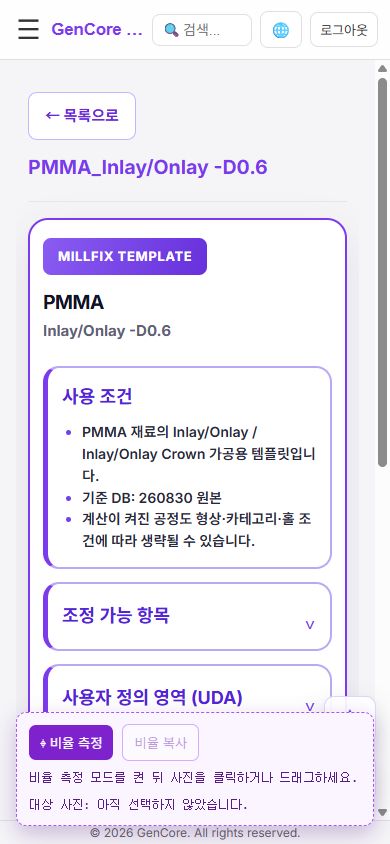 GenCore ...
검색...
로그아웃
← 목록으로
PMMA_Inlay/Onlay -D0.6
MILLFIX TEMPLATE
PMMA
Inlay/Onlay -D0.6
사용 조건
• PMMA 재료의 Inlay/Onlay /
Inlay/Onlay Crown 가공용 템플릿입니
다.
• 기준 DB: 260830 원본
• 계산이 켜진 공정도 형상·카테고리·홀 조
건에 따라 생략될 수 있습니다.
조정 가능 항목
사용자 정의 영역 (UDA)
비율 측정
비율 복사
비율 측정 모드를 켠 뒤 사진을 클릭하거나 드래그하세요.
대상 사진: 아직 선택하지 않았습니다.
© 2026 GenCore. All rights reserved.